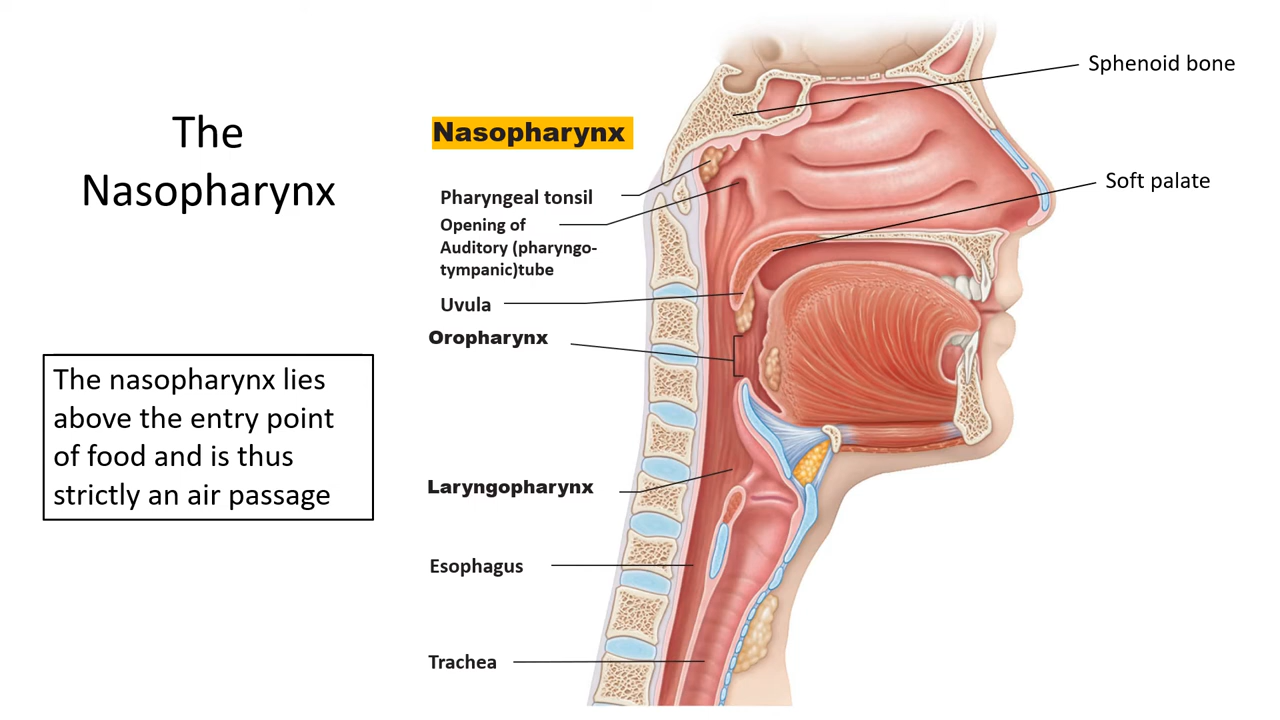 The
Nasopharynx
The nasopharynx lies
above the entry point
of food and is thus
strictly an air passage
Nasopharynx
Pharyngeal tonsil
Opening of
Auditory (pharyngo-
tympanic)tube
Uvula
Oropharynx
Laryngopharynx
Esophagus
Trachea
Sphenoid bone
Soft palate